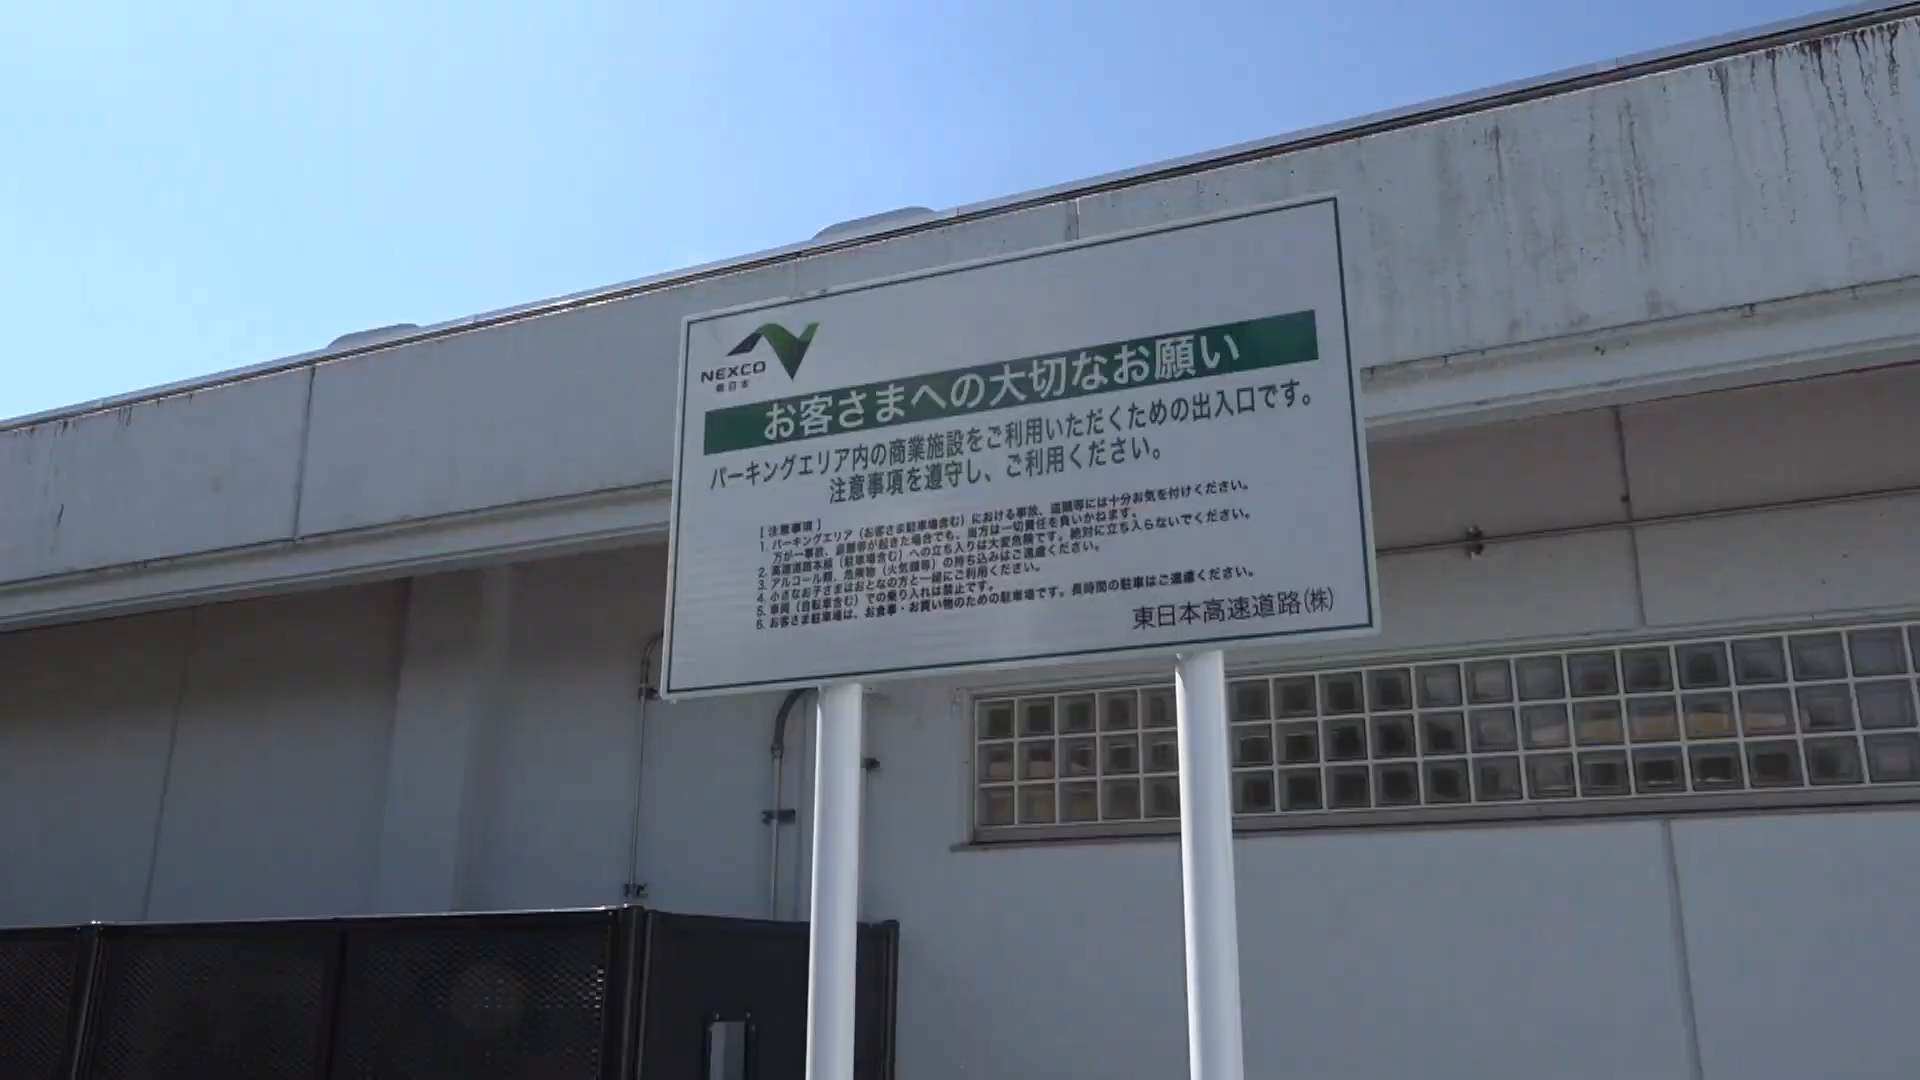 NEXCO
東日本
お客さまへの大切なお願い
パーキングエリア内の商業施設をご利用いただくための出入口です。
注意事項を遵守し、ご利用ください。
[ 注意事項 ]
1. パーキングエリア（お客さま駐車場含む）における事故、盗難等には十分お気を付けください。
万が一事故、盗難等が起きた場合でも、当方は一切責任を負いかねます。
2. 高速道路本線（駐車場含む）への立ち入りは大変危険です。絶対に立ち入らないでください。
3. アルコール類、危険物（火気類等）の持ち込みはご遠慮ください。
4. 小さなお子さまはおとなの方と一緒にご利用ください。
5. 車両（自転車含む）での乗り入れは禁止です。
6. お客さま駐車場は、お食事・お買い物のための駐車場です。長時間の駐車はご遠慮ください。
東日本高速道路(株)